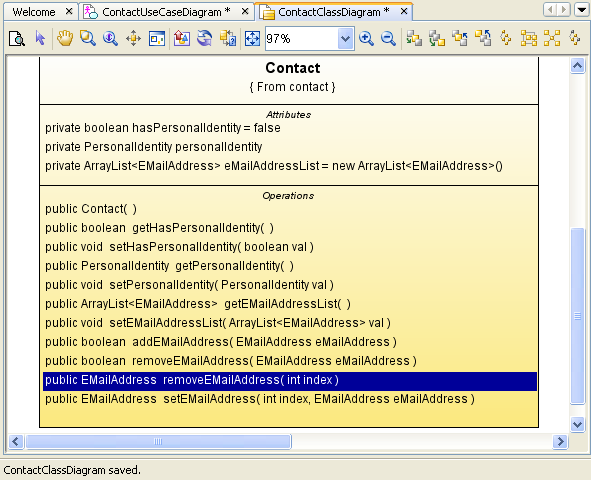 Welcome
ContactUseCaseDiagram *
ContactClassDiagram *
97%
Contact
{ From contact }
Attributes
private boolean hasPersonalIdentity = false
private PersonalIdentity personalIdentity
private ArrayList<EMailAddress> eMailAddressList = new ArrayList<EMailAddress>()
Operations
public Contact( )
public boolean getHasPersonalIdentity( )
public void setHasPersonalIdentity( boolean val )
public PersonalIdentity getPersonalIdentity( )
public void setPersonalIdentity( PersonalIdentity val )
public ArrayList<EMailAddress> getEMailAddressList( )
public void setEMailAddressList( ArrayList<EMailAddress> val )
public boolean addEMailAddress( EMailAddress eMailAddress )
public boolean removeEMailAddress( EMailAddress eMailAddress )
public EMailAddress removeEMailAddress( int index )
public EMailAddress setEMailAddress( int index, EMailAddress eMailAddress )
ContactClassDiagram saved.